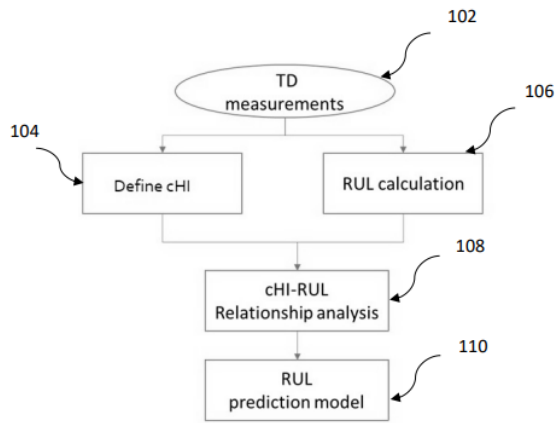 102
TD
measurements
104
106
Define cHI
RUL calculation
108
cHI-RUL
Relationship analysis
110
RUL
prediction model